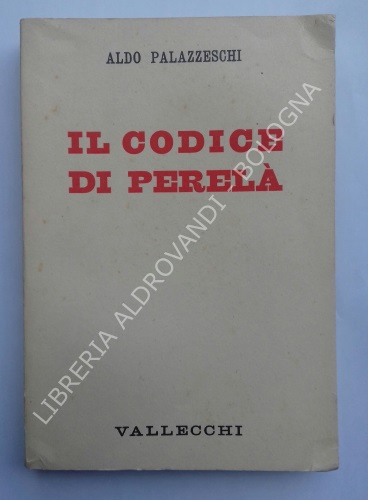 ALDO PALAZZESCHI
IL CODICE
DI PERELÀ
VALLECCHI
LIBRERIA ALDROVANDI - BOLOGNA